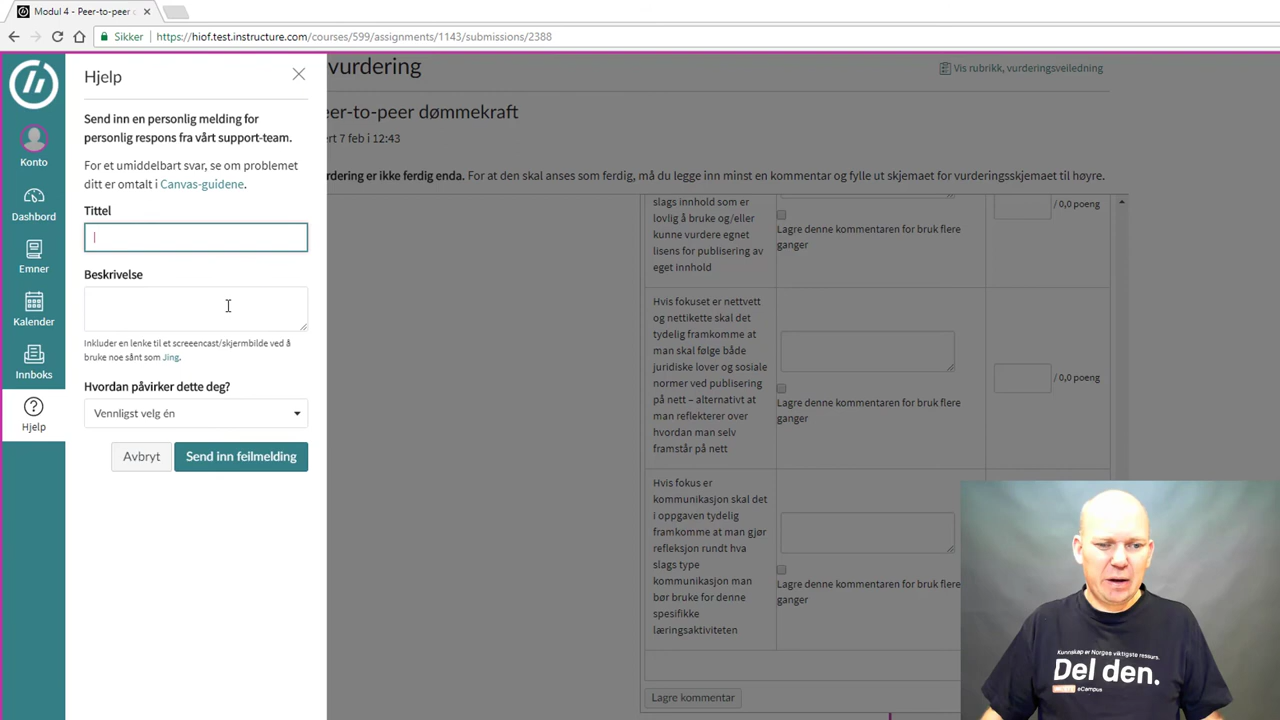 Modul 4 - Peer-to-peer
Sikker
https://hiof.test.instructure.com/courses/599/assignments/1143/submissions/2388
Konto
Dashbord
Emner
Kalender
Innboks
Hjelp
Hjelp
Send inn en personlig melding for
personlig respons fra vårt support-team.
For et umiddelbart svar, se om problemet
ditt er omtalt i Canvas-guidene.
Tittel
Beskrivelse
Inkluder en lenke til et screeencast/skjermbilde ved å
bruke noe sånt som Jing.
Hvordan påvirker dette deg?
Vennligst velg én
Avbryt
Send inn feilmelding
vurdering
Vis rubrikk, vurderingsveiledning
er-to-peer dømmekraft
ert 7 feb i 12:43
rdering er ikke ferdig enda. For at den skal anses som ferdig, må du legge inn minst en kommentar og fylle ut skjemaet for vurderingsskjemaet til høyre.
slags innhold som er
lovlig å bruke og/eller
kunne vurdere egnet
lisens for publisering av
eget innhold
Lagre denne kommentaren for bruk flere
ganger
/ 0,0 poeng
Hvis fokuset er nettvett
og nettikette skal det
tydelig framkomme at
man skal følge både
juridiske lover og sosiale
normer ved publisering
på nett – alternativt at
man reflekterer over
hvordan man selv
framstår på nett
Lagre denne kommentaren for bruk flere
ganger
/ 0,0 poeng
Hvis fokus er
kommunikasjon skal det
i oppgaven tydelig
framkomme at man gjør
refleksjon rundt hva
slags type
kommunikasjon man
bør bruke for denne
spesifikke
læringsaktiviteten
Lagre denne kommentaren for bruk flere
ganger
Lagre kommentar
Kunnskap er Norges viktigste ressurs.
Del den.
eCampus